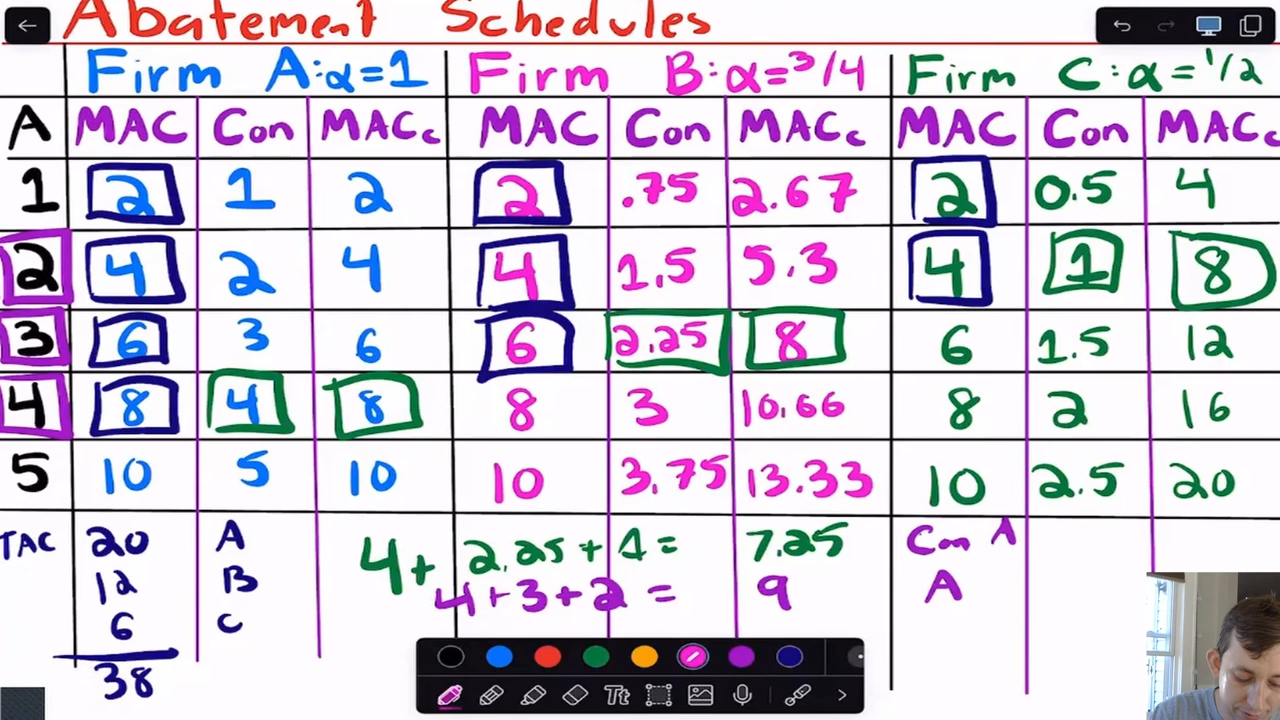 Abatement Schedules
Firm A: α=1 Firm B: α=3/4 Firm C: α=1/2
A MAC Con MACc MAC Con MACc MAC Con MACc
1 2 1 2 2 .75 2.67 2 0.5 4
2 4 2 4 4 1.5 5.3 4 1 8
3 6 3 6 6 2.25 8 6 1.5 12
4 8 4 8 8 3 10.66 8 2 16
5 10 5 10 10 3.75 13.33 10 2.5 20
TAC 20 A 4+ 2.25 + 1 = 7.25 Con A
12 B 4+3+2 = 9 A
6 C
38
Tt